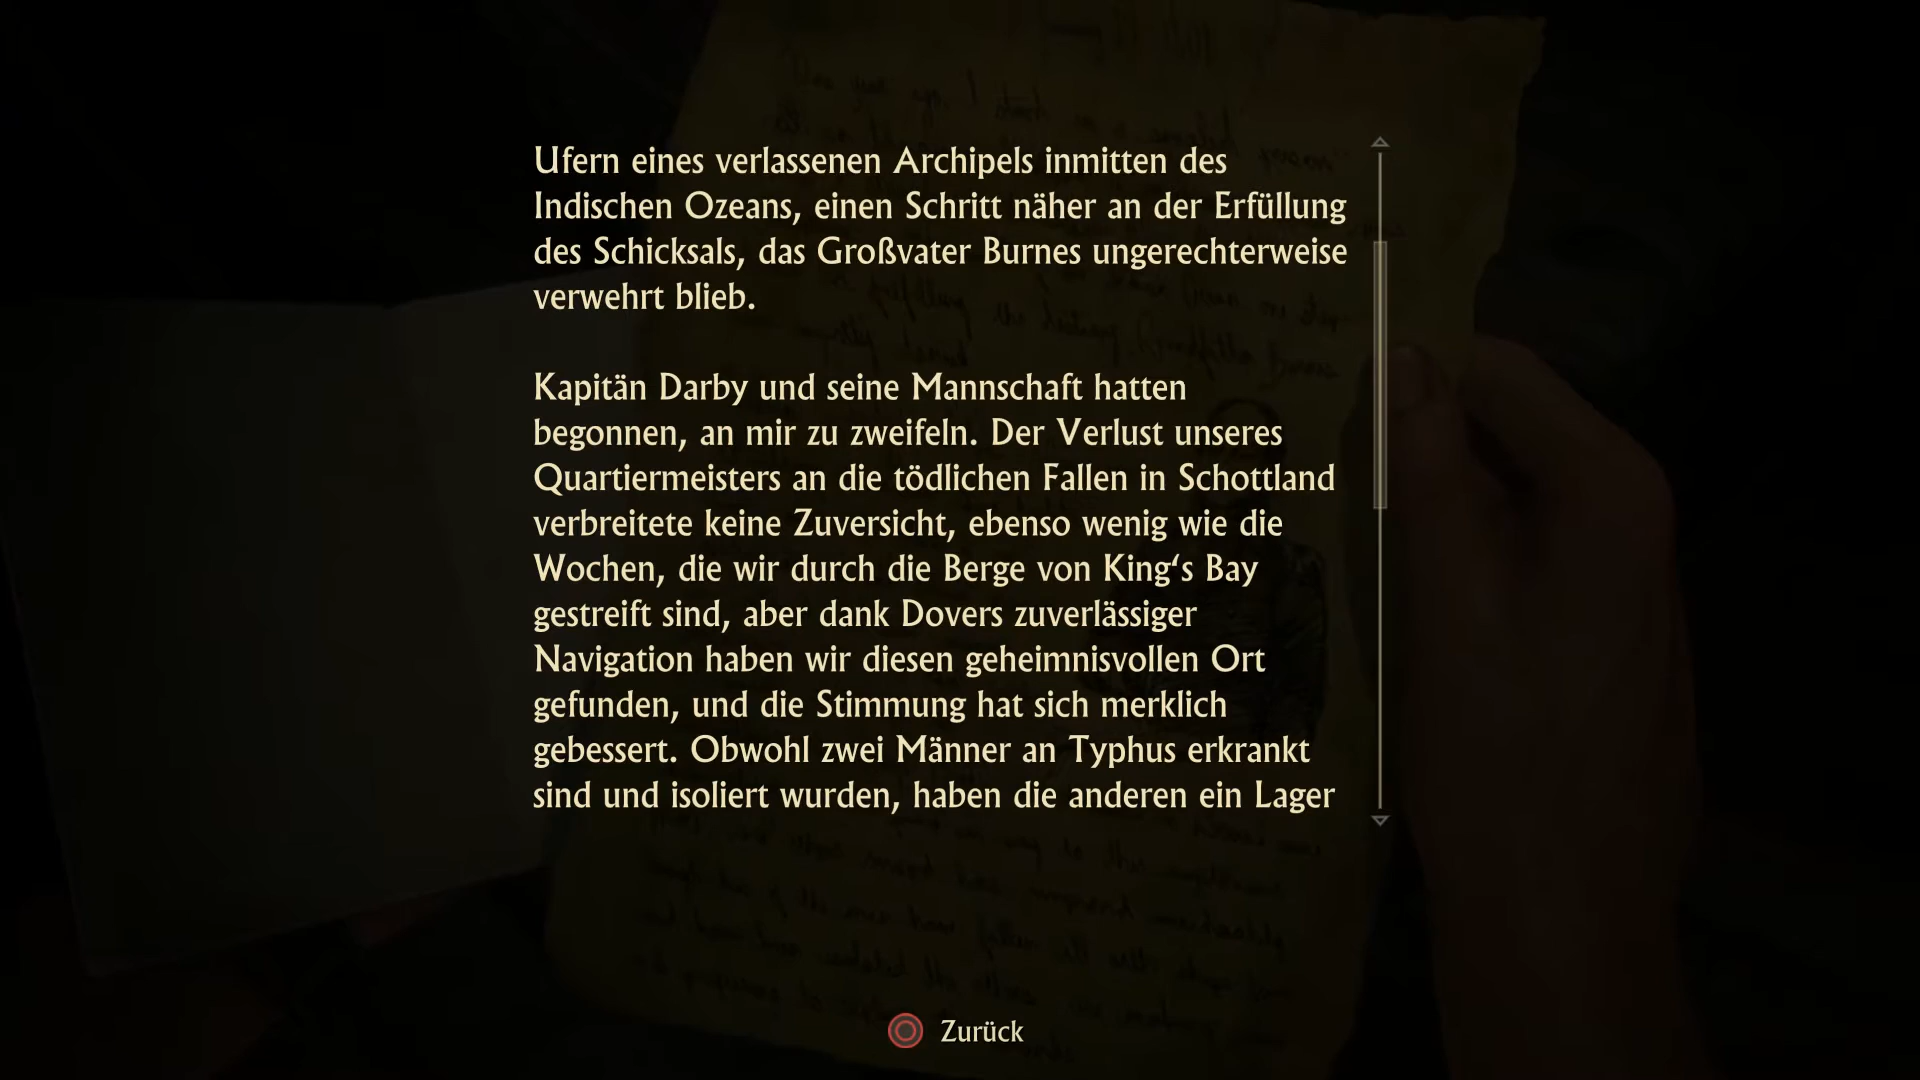 Ufern eines verlassenen Archipels inmitten des
Indischen Ozeans, einen Schritt näher an der Erfüllung
des Schicksals, das Großvater Burnes ungerechterweise
verwehrt blieb.
Kapitän Darby und seine Mannschaft hatten
begonnen, an mir zu zweifeln. Der Verlust unseres
Quartiermeisters an die tödlichen Fallen in Schottland
verbreitete keine Zuversicht, ebenso wenig wie die
Wochen, die wir durch die Berge von King‘s Bay
gestreift sind, aber dank Dovers zuverlässiger
Navigation haben wir diesen geheimnisvollen Ort
gefunden, und die Stimmung hat sich merklich
gebessert. Obwohl zwei Männer an Typhus erkrankt
sind und isoliert wurden, haben die anderen ein Lager
Zurück